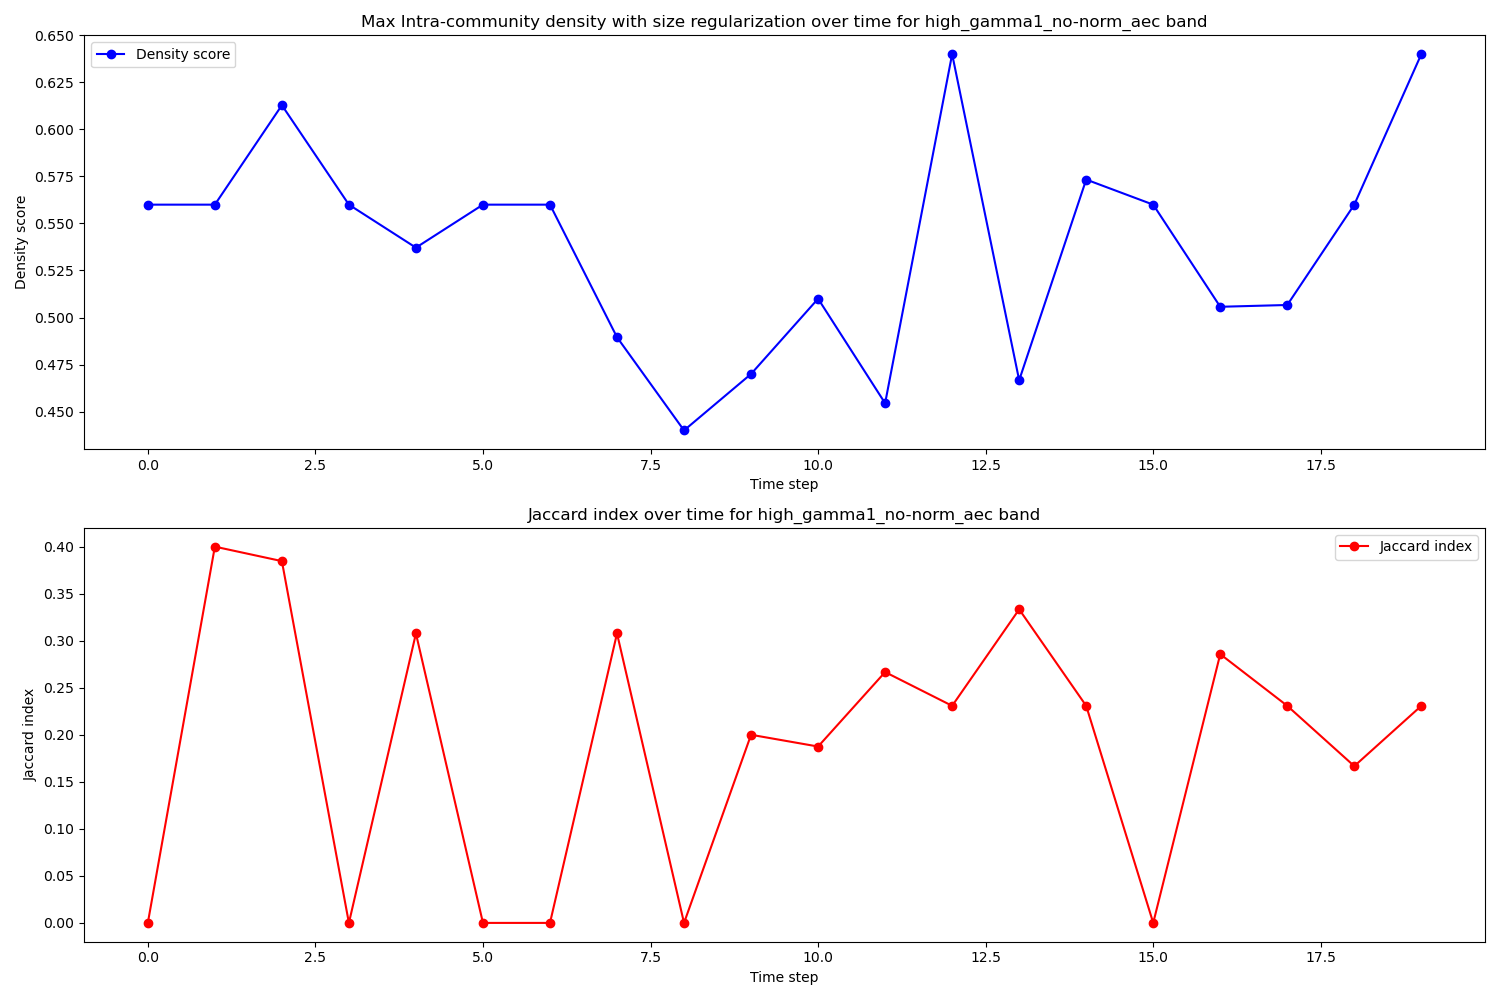 Max Intra-community density with size regularization over time for high_gamma1_no-norm_aec band
Density score
0.650
0.625
0.600
0.575
0.550
0.525
0.500
0.475
0.450
Density score
0.0 2.5 5.0 7.5 10.0 12.5 15.0 17.5
Time step
Jaccard index over time for high_gamma1_no-norm_aec band
Jaccard index
0.40
0.35
0.30
0.25
0.20
0.15
0.10
0.05
0.00
Jaccard index
0.0 2.5 5.0 7.5 10.0 12.5 15.0 17.5
Time step